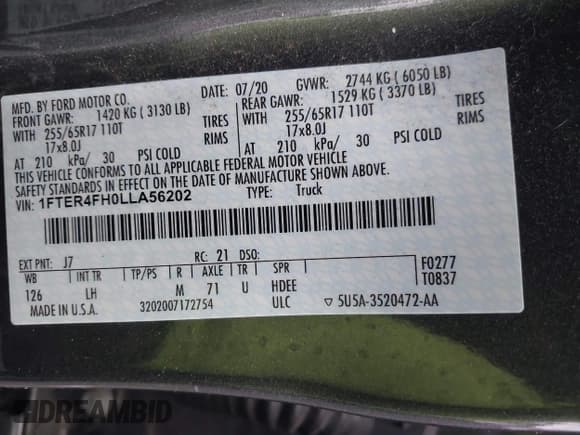 MFD. BY FORD MOTOR CO. DATE: 07/20 GVWR: 2744 KG ( 6050 LB)
FRONT GAWR: 1420 KG ( 3130 LB) REAR GAWR: 1529 KG ( 3370 LB)
WITH 255/65R17 110T TIRES WITH 255/65R17 110T TIRES
17x8.0J RIMS 17x8.0J RIMS
AT 210 kPa/ 30 PSI COLD AT 210 kPa/ 30 PSI COLD
THIS VEHICLE CONFORMS TO ALL APPLICABLE FEDERAL MOTOR VEHICLE
SAFETY STANDARDS IN EFFECT ON THE DATE OF MANUFACTURE SHOWN ABOVE.
VIN: 1FTER4FH0LLA56202 TYPE: Truck
EXT PNT: J7 RC: 21 DSO: F0277
WB INT TR TP/PS R AXLE TR SPR T0837
126 LH M 71 U HDEE
MADE IN U.S.A. 3202007172754 ULC ▽ 5U5A-3520472-AA
DREAMBID